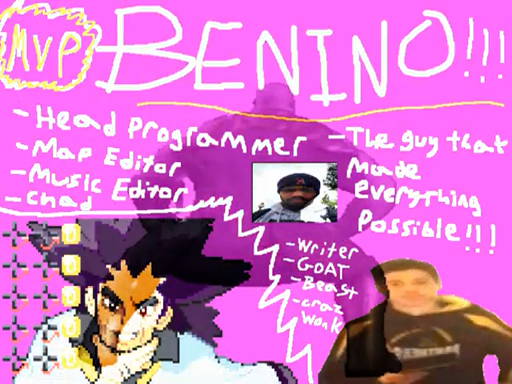 MVP
BENINO!!!
- Head Programmer
- Map Editor
- Music Editor
- Chad
- The guy that
made
everything
possible!!!
- Writer
- GOAT
- Beast
- craz
work